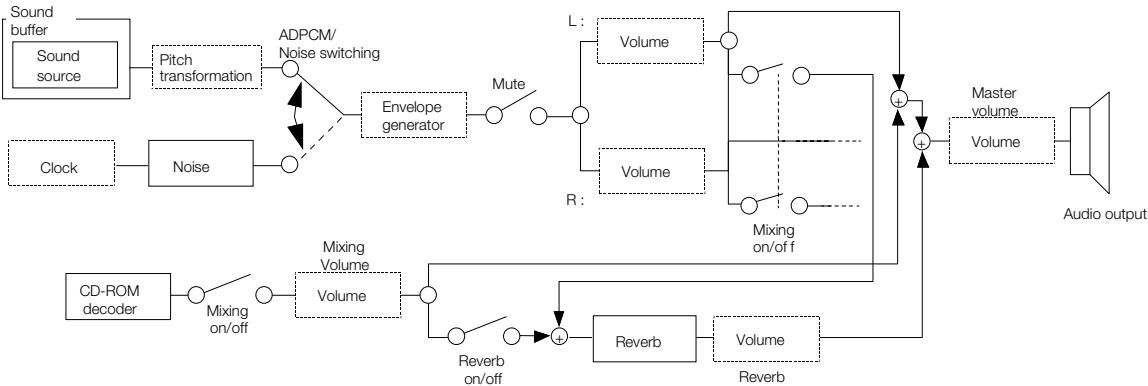 Sound
buffer
Sound
source
Pitch
transformation
ADPCM/
Noise switching
Clock
Noise
Envelope
generator
Mute
L :
Volume
R :
Volume
Mixing
on/of f
+
+
Master
volume
Volume
Audio output
CD-ROM
decoder
Mixing
on/off
Mixing
Volume
Volume
Reverb
on/off
+
Reverb
Volume
Reverb